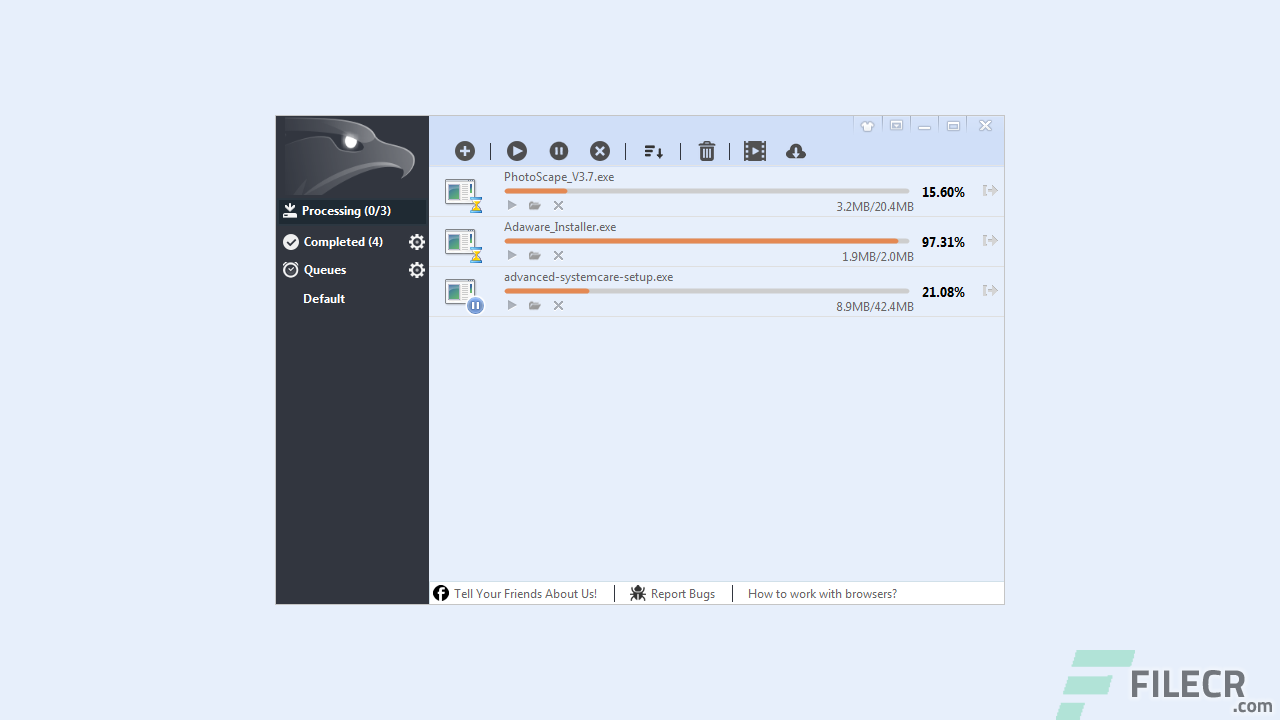 Processing (0/3)
Completed (4)
Queues
Default
PhotoScape_V3.7.exe
15.60%
3.2MB/20.4MB
Adaware_Installer.exe
97.31%
1.9MB/2.0MB
advanced-systemcare-setup.exe
21.08%
8.9MB/42.4MB
Tell Your Friends About Us!
Report Bugs
How to work with browsers?
FILECR
.com